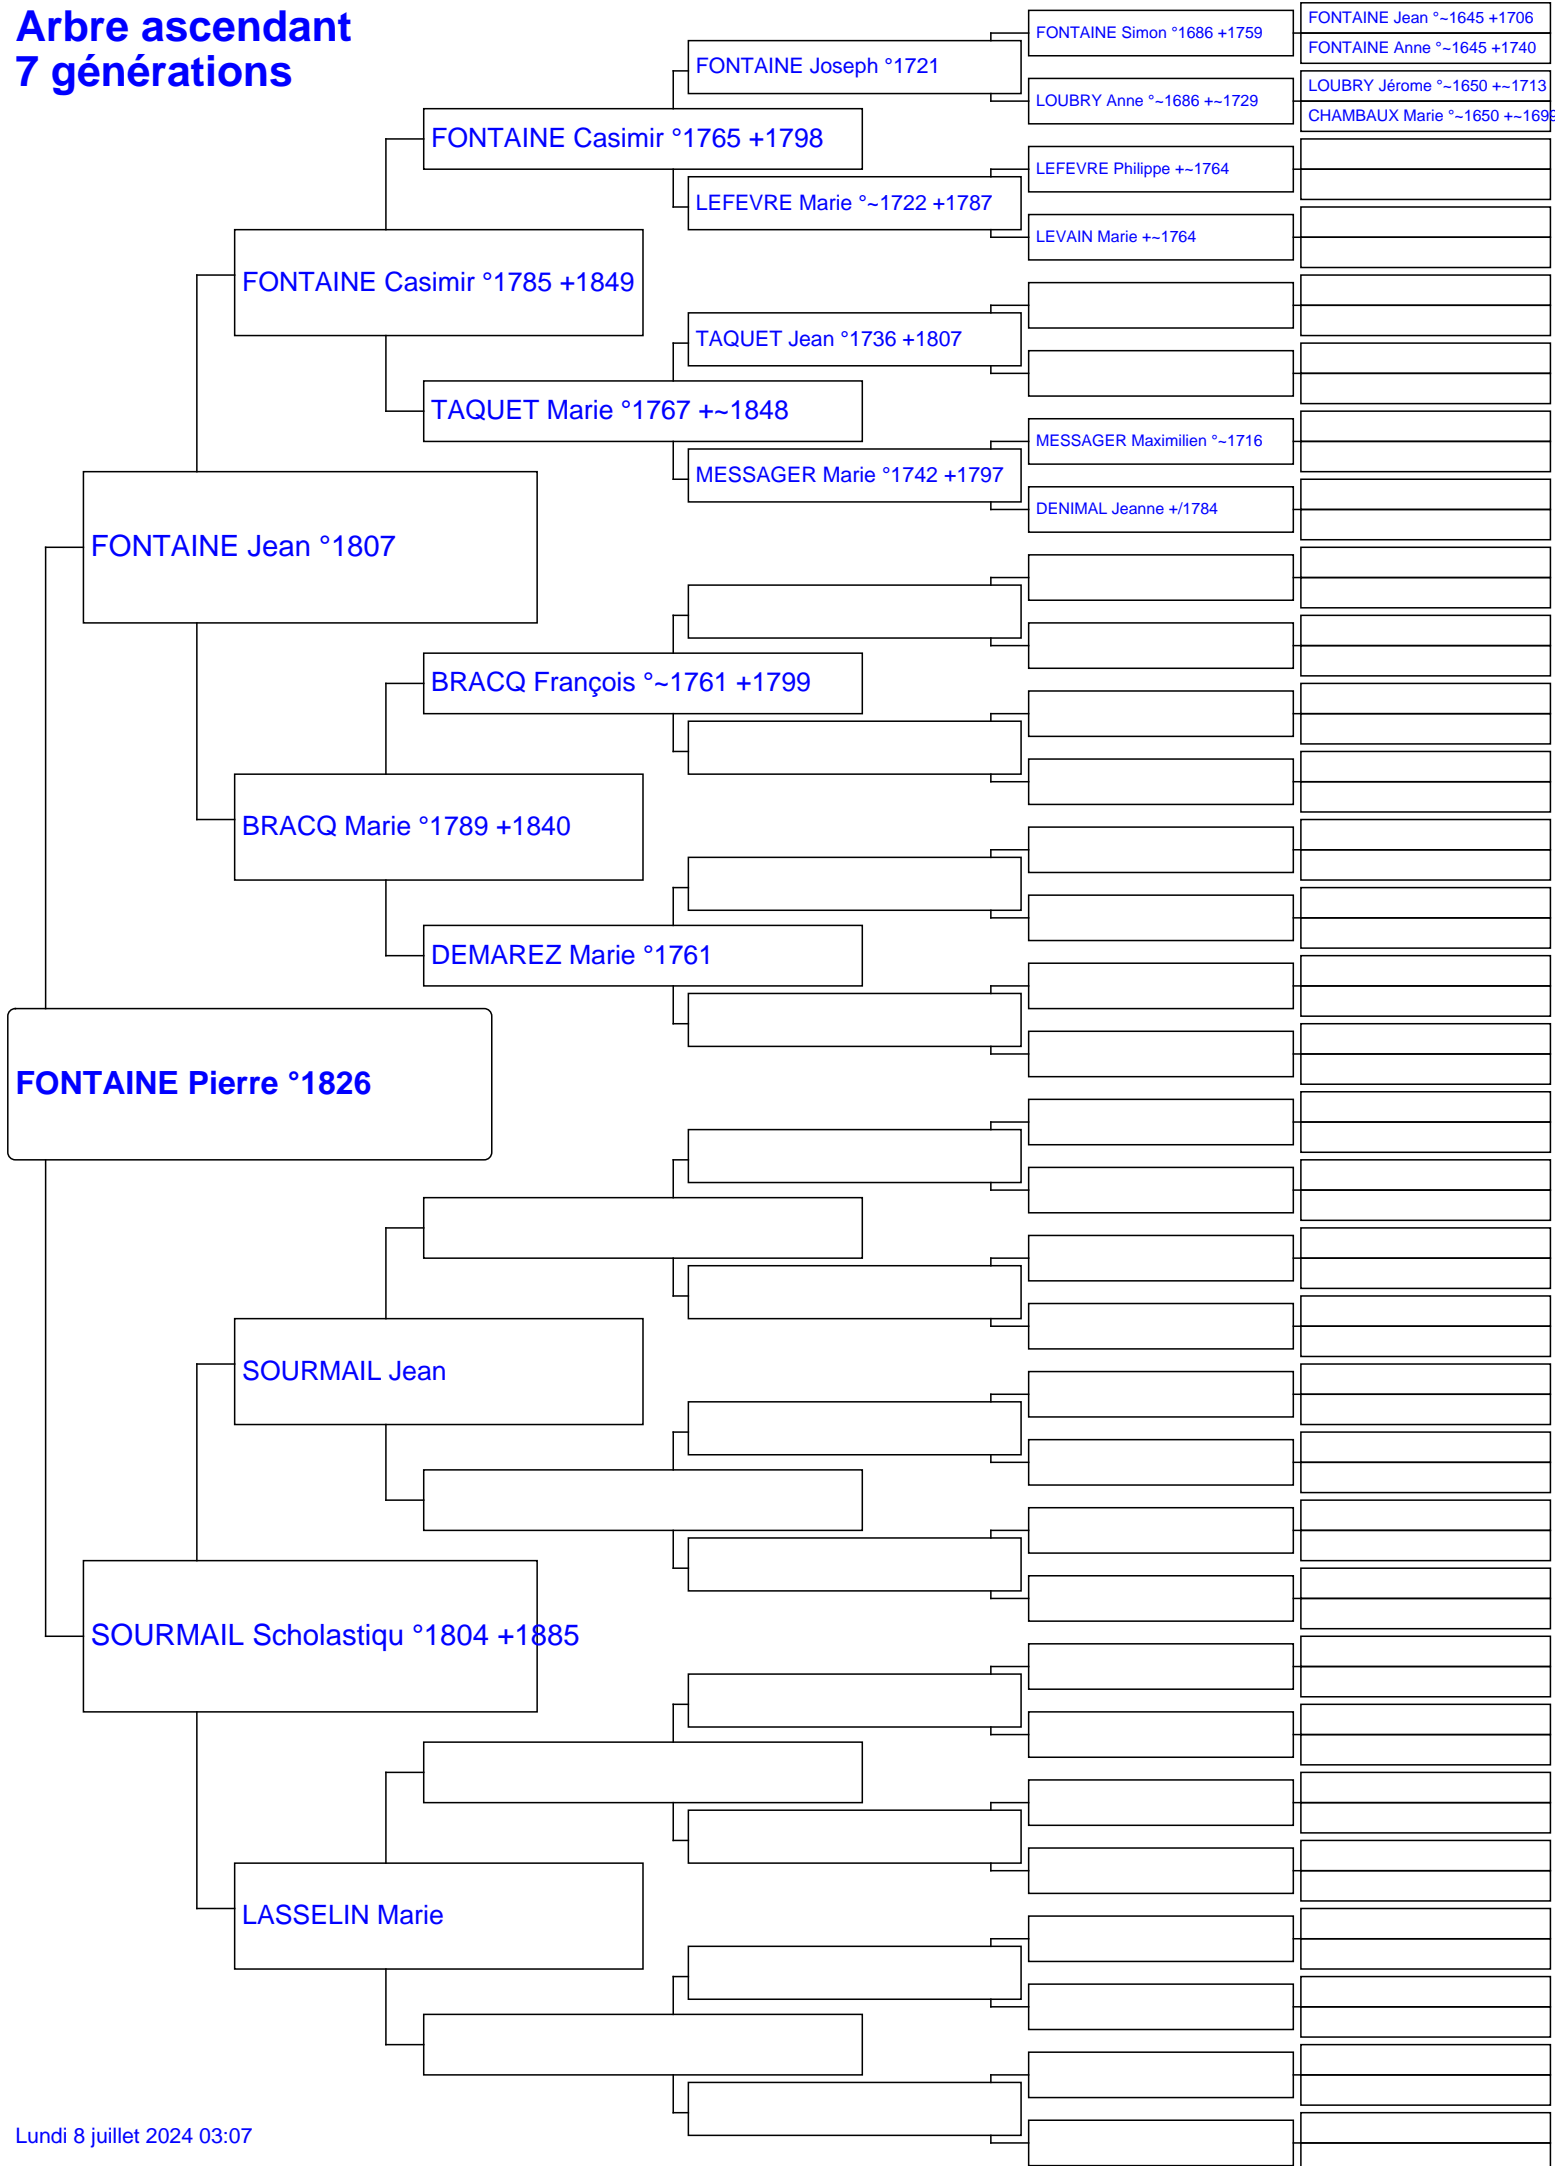 Arbre ascendant
7 générations
FONTAINE Simon °1686 +1759
FONTAINE Jean °~1645 +1706
FONTAINE Anne °~1645 +1740
FONTAINE Joseph °1721
LOUBRY Anne °~1686 +~1729
LOUBRY Jérome °~1650 +~1713
CHAMBAUX Marie °~1650 +~1699
FONTAINE Casimir °1765 +1798
LEFEVRE Philippe +~1764
LEFEVRE Marie °~1722 +1787
LEVAIN Marie +~1764
FONTAINE Casimir °1785 +1849
TAQUET Jean °1736 +1807
TAQUET Marie °1767 +~1848
MESSAGER Maximilien °~1716
MESSAGER Marie °1742 +1797
DENIMAL Jeanne +/1784
FONTAINE Jean °1807
BRACQ François °~1761 +1799
BRACQ Marie °1789 +1840
DEMAREZ Marie °1761
FONTAINE Pierre °1826
SOURMAIL Jean
SOURMAIL Scholastiqu °1804 +1885
LASSELIN Marie
Lundi 8 juillet 2024 03:07